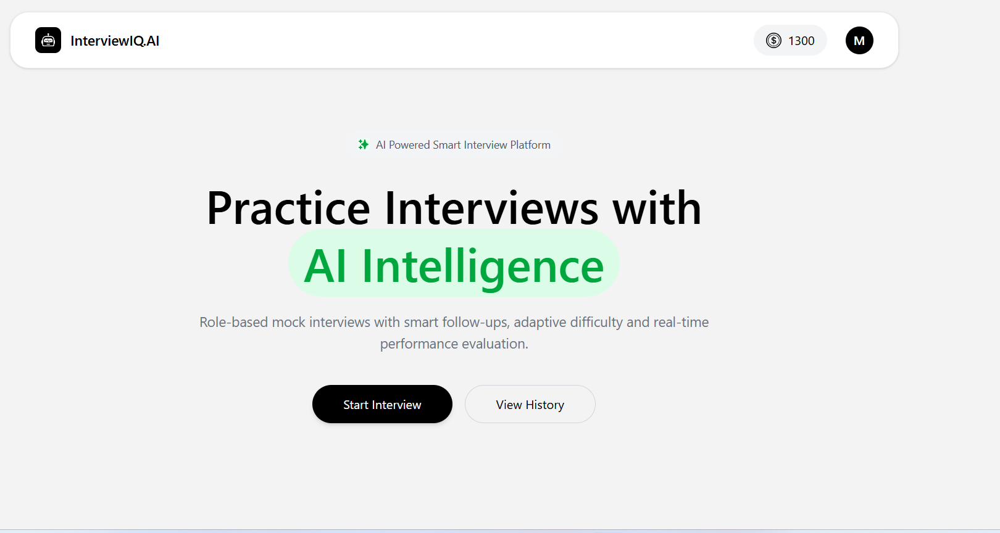 InterviewIQ.AI
1300
M
AI Powered Smart Interview Platform
Practice Interviews with
AI Intelligence
Role-based mock interviews with smart follow-ups, adaptive difficulty and real-time
performance evaluation.
Start Interview
View History